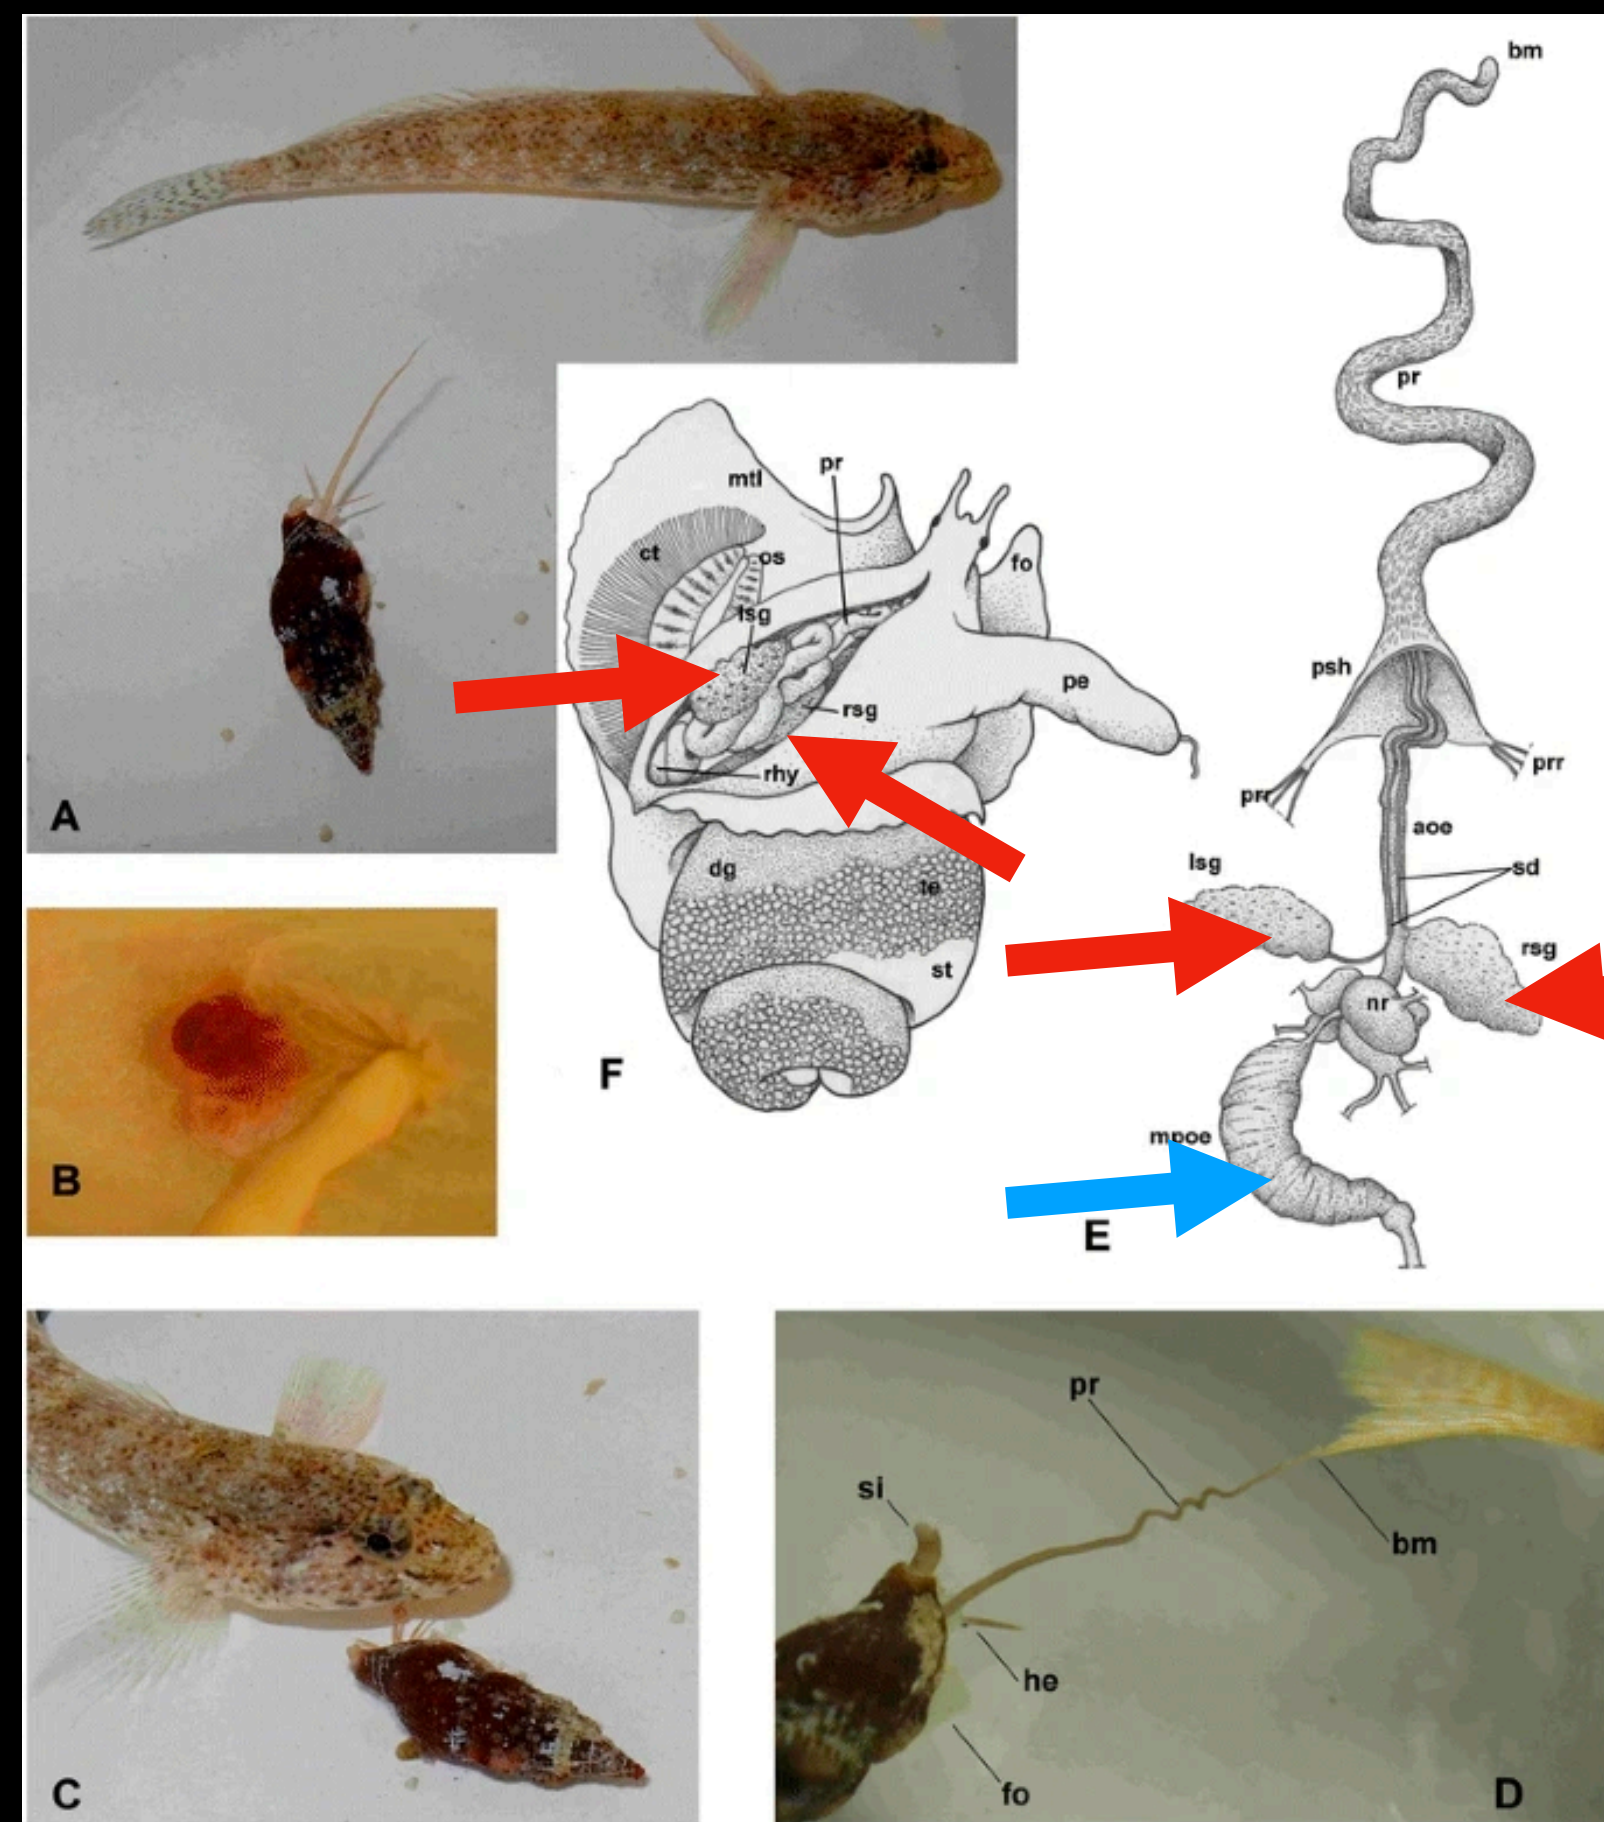 A
B
C
bm
pr
psh
prr
prr
aoe
lsg
sd
rsg
nr
mpoe
E
mtl
pr
ct
os
fo
lsg
pe
rsg
rhy
dg
te
st
F
pr
si
bm
he
fo
D